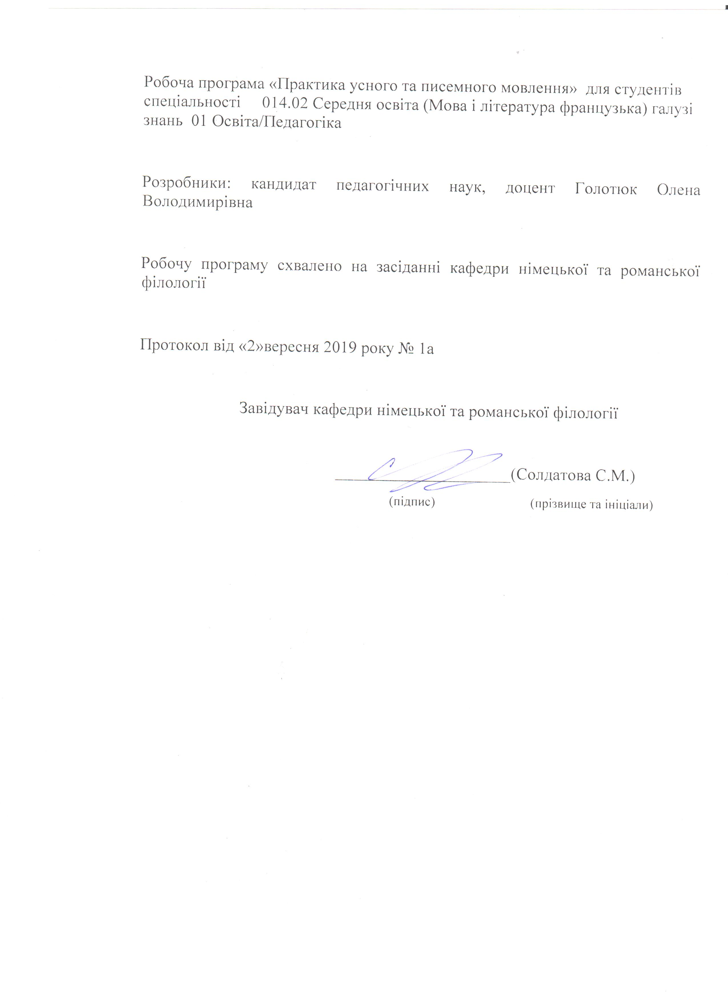 Робоча програма «Практика усного та писемного мовлення» для студентів
спеціальності 014.02 Середня освіта (Мова і література французька) галузі
знань 01 Освіта/Педагогіка
Розробники: кандидат педагогічних наук, доцент Голотюк Олена
Володимирівна
Робочу програму схвалено на засіданні кафедри німецької та романської
філології
Протокол від «2»вересня 2019 року № 1а
Завідувач кафедри німецької та романської філології
(Солдатова С.М.)
(підпис) (прізвище та ініціали)